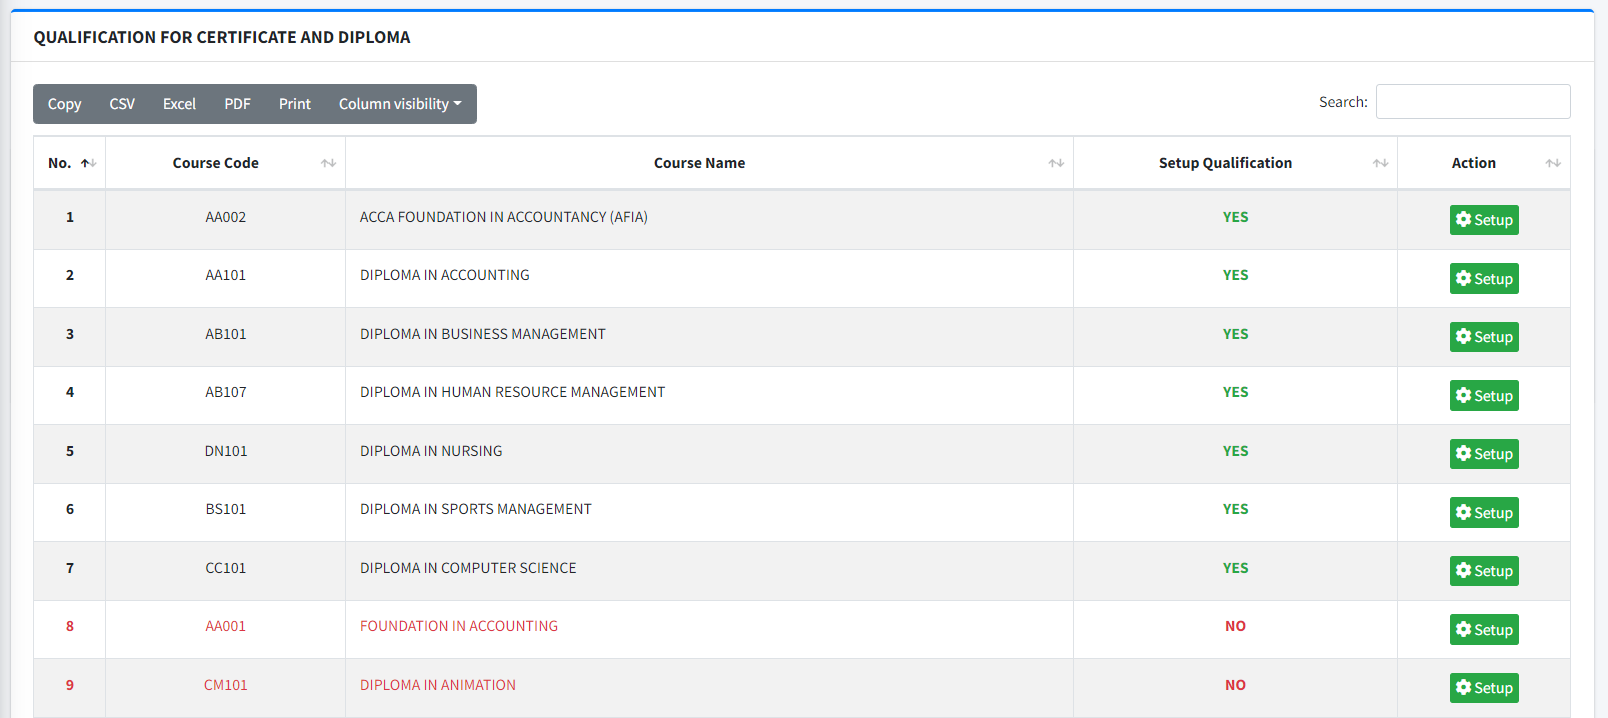 QUALIFICATION FOR CERTIFICATE AND DIPLOMA
Copy CSV Excel PDF Print Column visibility Search:
No. Course Code Course Name Setup Qualification Action
1 AA002 ACCA FOUNDATION IN ACCOUNTANCY (AFIA) YES Setup
2 AA101 DIPLOMA IN ACCOUNTING YES Setup
3 AB101 DIPLOMA IN BUSINESS MANAGEMENT YES Setup
4 AB107 DIPLOMA IN HUMAN RESOURCE MANAGEMENT YES Setup
5 DN101 DIPLOMA IN NURSING YES Setup
6 BS101 DIPLOMA IN SPORTS MANAGEMENT YES Setup
7 CC101 DIPLOMA IN COMPUTER SCIENCE YES Setup
8 AA001 FOUNDATION IN ACCOUNTING NO Setup
9 CM101 DIPLOMA IN ANIMATION NO Setup